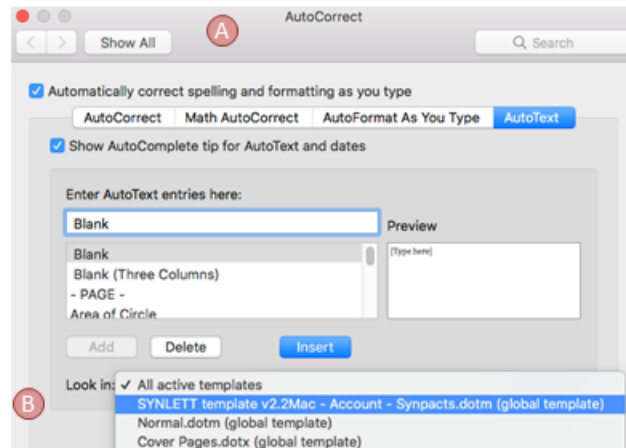 AutoCorrect
A
Show All
Search
Automatically correct spelling and formatting as you type
AutoCorrect Math AutoCorrect AutoFormat As You Type AutoText
Show AutoComplete tip for AutoText and dates
Enter AutoText entries here:
Blank
Preview
Blank
[Type here]
Blank (Three Columns)
- PAGE -
Area of Circle
Add Delete Insert
Look in: ✓ All active templates
B
SYNLETT template v2.2Mac - Account - Synpacts.dotm (global template)
Normal.dotm (global template)
Cover Pages.dotx (global template)